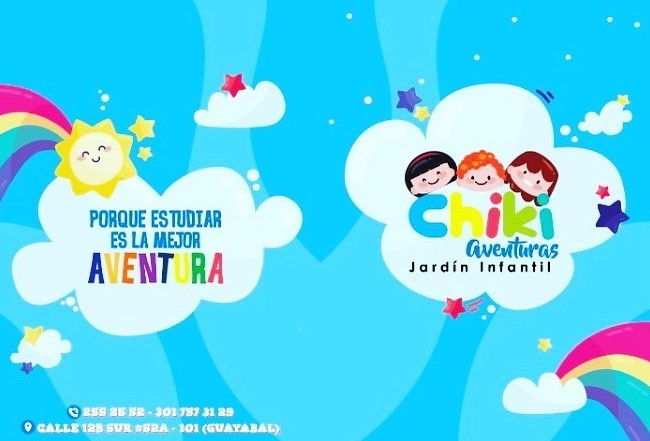 PORQUE ESTUDIAR
ES LA MEJOR
AVENTURA
Chiki
aventuras
Jardín Infantil
255 25 52 - 301 757 31 29
CALLE 12B SUR #52A - 101 (GUAYABAL)